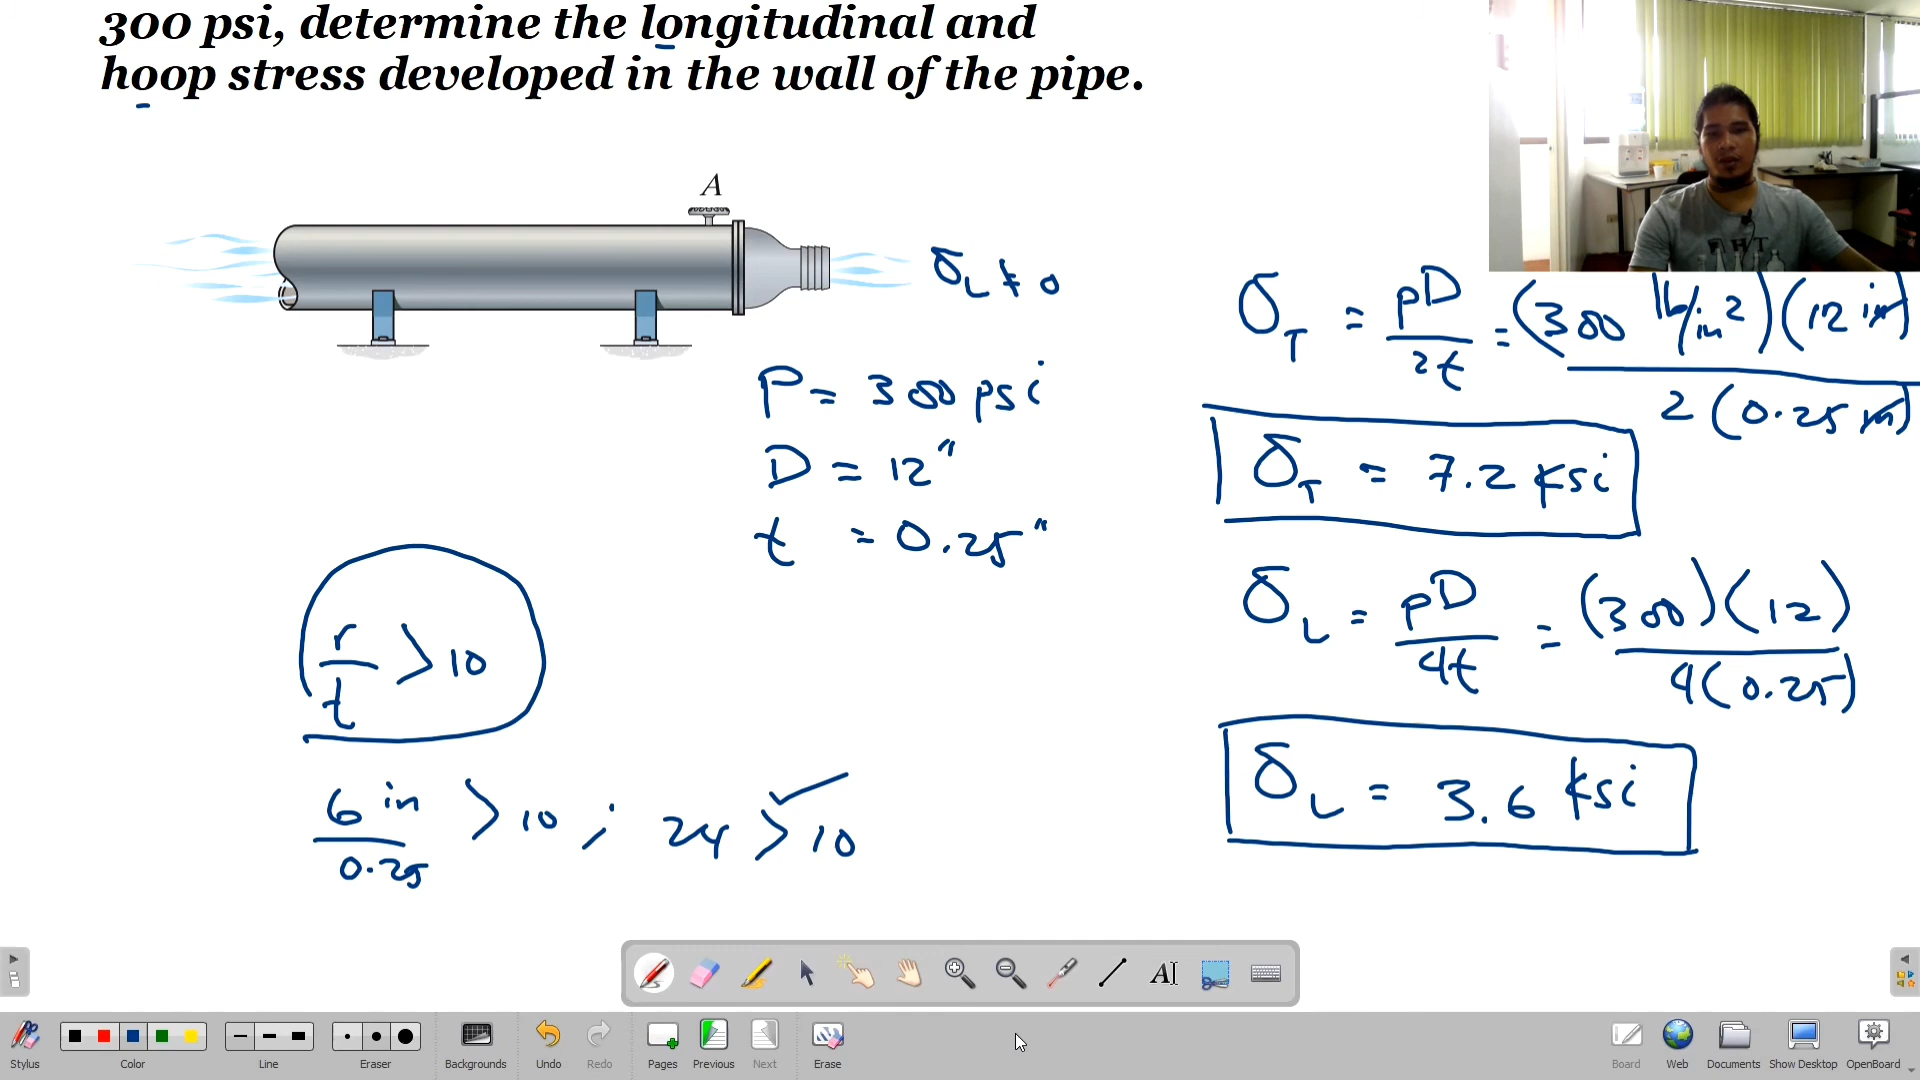 300 psi, determine the longitudinal and
hoop stress developed in the wall of the pipe.
A
σL ≠ 0
P = 300 psi
D = 12"
t = 0.25"
r/t > 10
6 in/0.25 > 10 ; 24 > 10 ✓
σT = pD/2t = (300 lb/in2)(12 in)/2(0.25 in)
σT = 7.2 ksi
σL = pD/4t = (300)(12)/4(0.25)
σL = 3.6 ksi
A
Stylus
Color
Line
Eraser
Backgrounds
Undo
Redo
Pages
Previous
Next
Erase
Board
Web
Documents
Show Desktop
OpenBoard